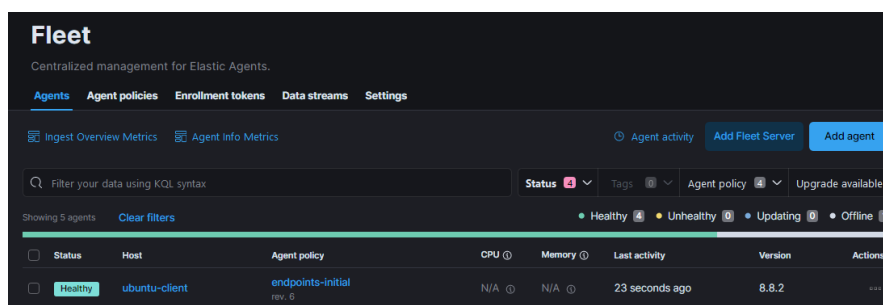 Fleet
Centralized management for Elastic Agents.
Agents Agent policies Enrollment tokens Data streams Settings
Ingest Overview Metrics Agent Info Metrics Agent activity Add Fleet Server Add agent
Filter your data using KQL syntax Status 4 Tags 0 Agent policy 4 Upgrade available
Showing 5 agents Clear filters Healthy 4 Unhealthy 0 Updating 0 Offline
Status Host Agent policy CPU Memory Last activity Version Actions
Healthy ubuntu-client endpoints-initial N/A N/A 23 seconds ago 8.8.2
rev. 6